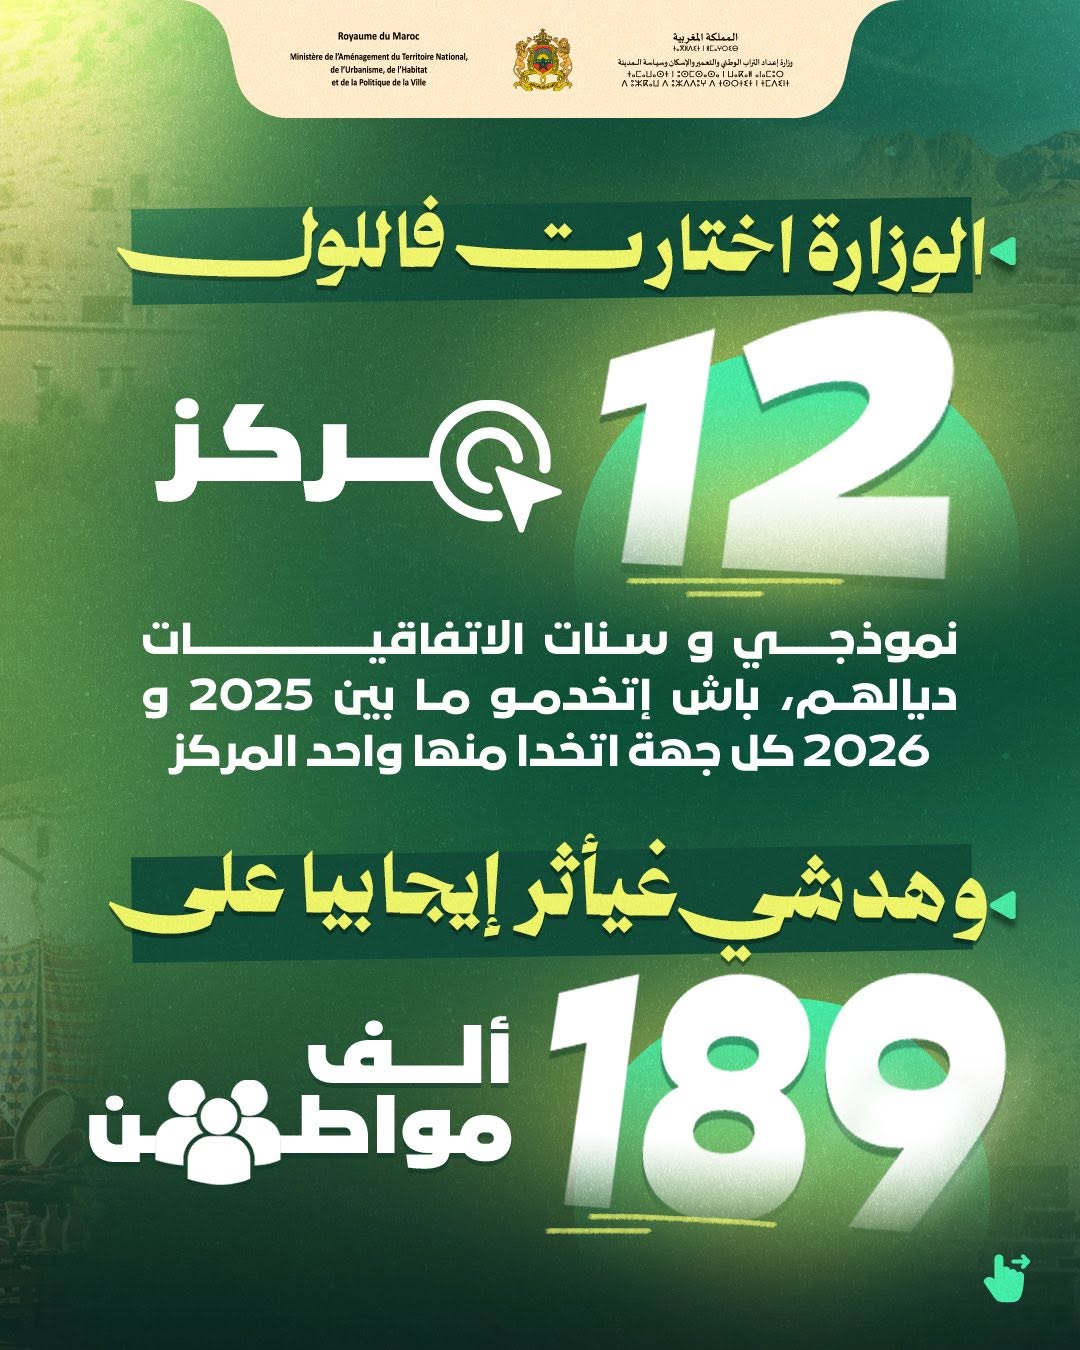 Royaume du Maroc
Ministère de l'Aménagement du Territoire National,
de l'Urbanisme, de l'Habitat
et de la Politique de la Ville
المملكة المغربية
ⵜⴰⴳⵍⴷⵉⵜ ⵏ ⵍⵎⵖⵔⵉⴱ
وزارة إعداد التراب الوطني والتعمير والإسكان وسياسة المدينة
الوزارة اختارت فاللول
12
مركز
نموذجي و سنات الاتفاقيات
ديالهم، باش إتخدمو ما بين 2025 و
2026 كل جهة اتخدا منها واحد المركز
وهدشي غيأثر إيجابيا على
189
ألف
مواطن